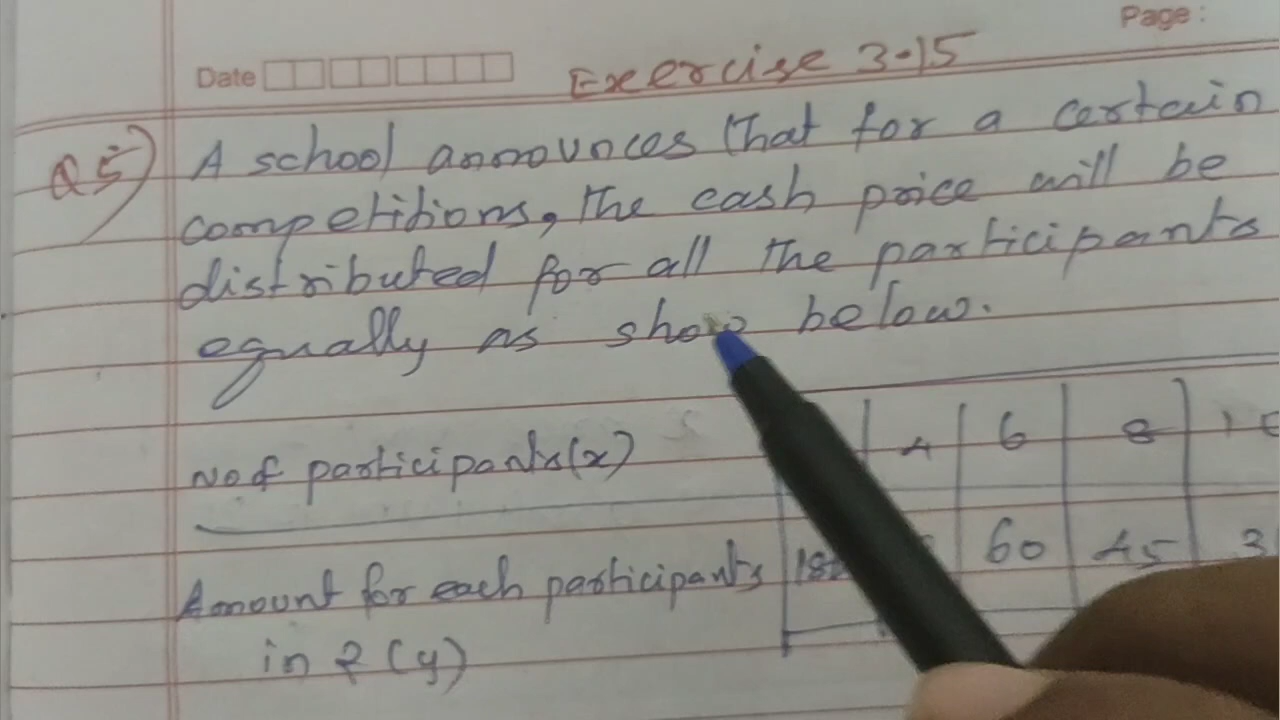 Page:
Date Exercise 3.15
Q5) A school announces that for a certain
competitions, the cash price will be
distributed for all the participants
equally as show below.
No of participants(x) 4 6 8
Amount for each participants 60 45
in ₹ (y)